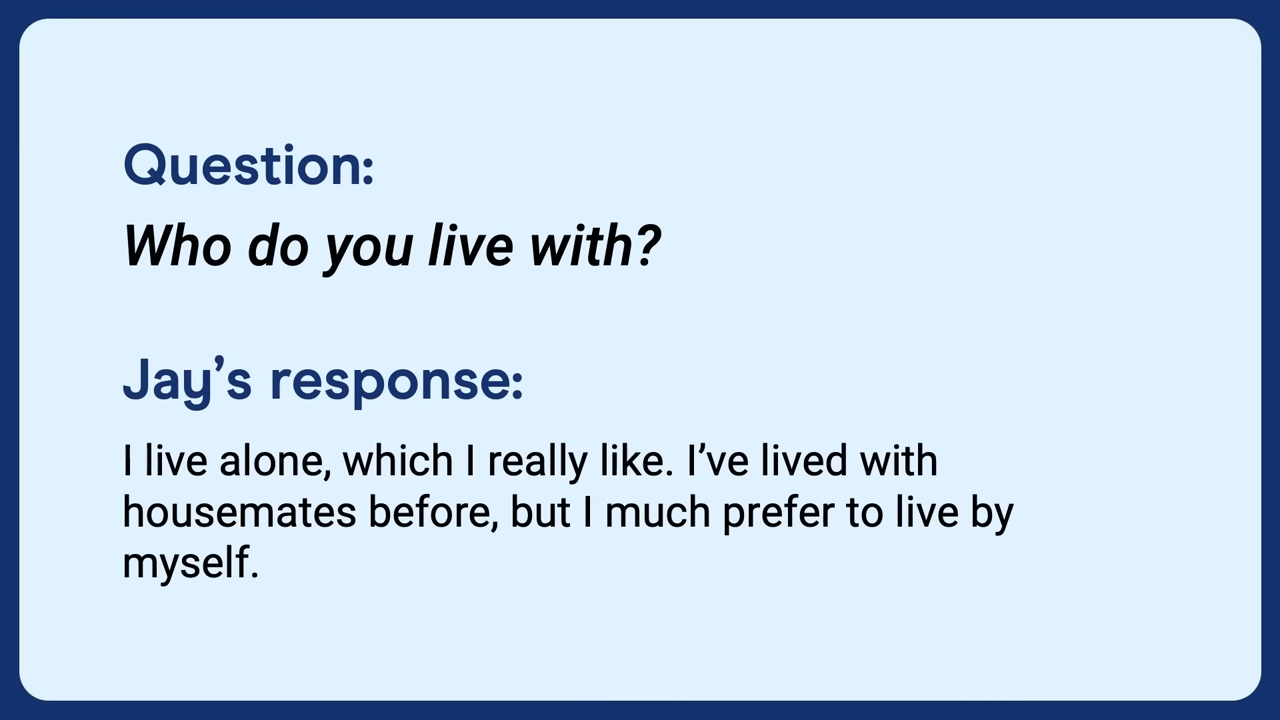 Question:
Who do you live with?
Jay’s response:
I live alone, which I really like. I’ve lived with
housemates before, but I much prefer to live by
myself.